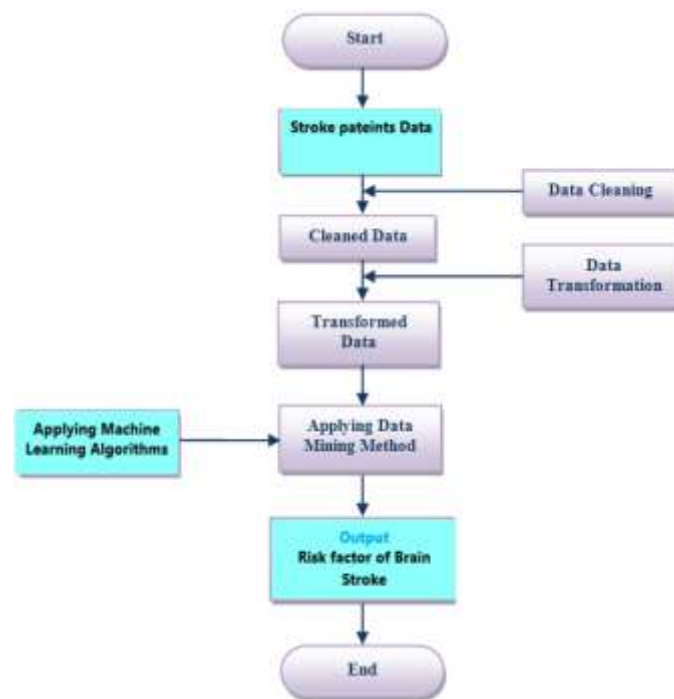 Start
Stroke pateints Data
Data Cleaning
Cleaned Data
Data
Transformation
Transformed
Data
Applying Machine
Learning Algorithms
Applying Data
Mining Method
Output
Risk factor of Brain
Stroke
End